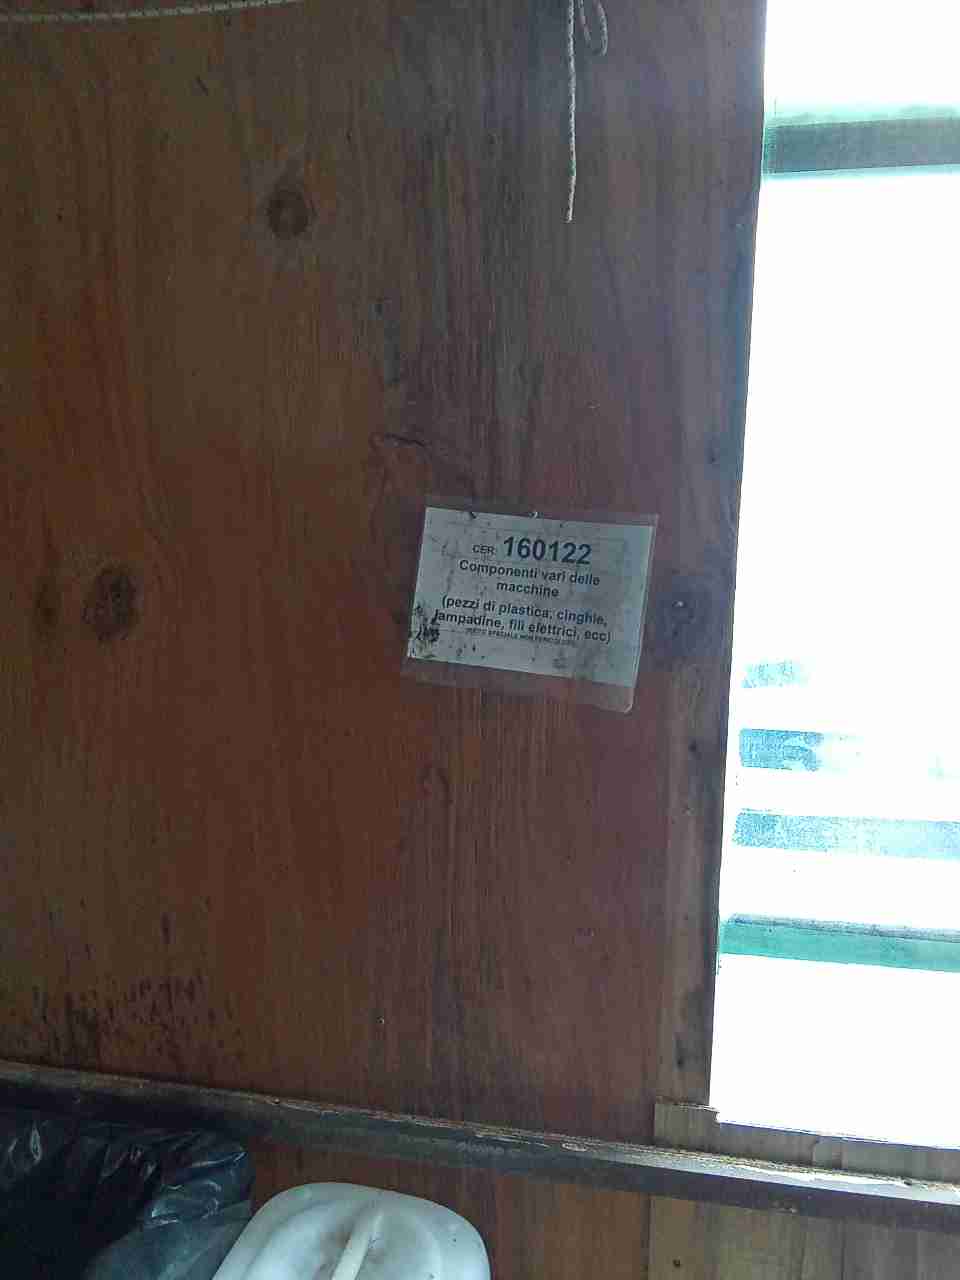 CER: 160122
Componenti vari delle
macchine
(pezzi di plastica, cinghie,
lampadine, fili elettrici, ecc)